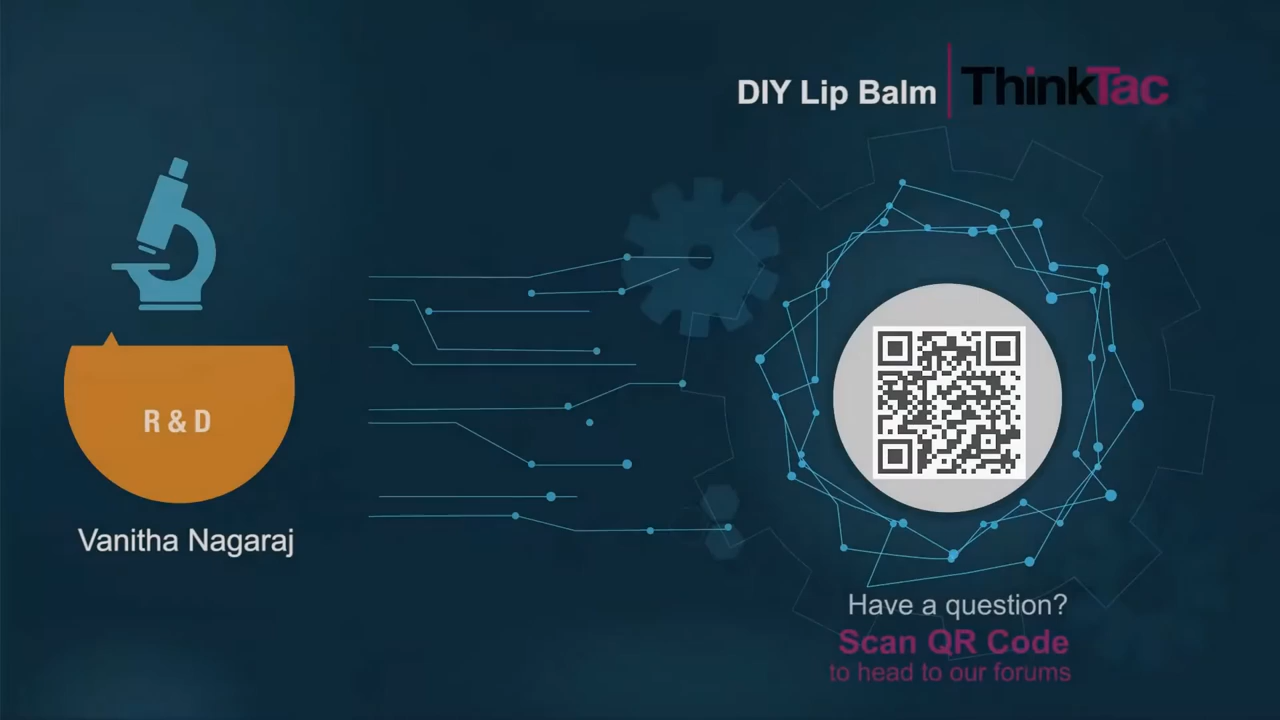 DIY Lip Balm
ThinkTac
R & D
Vanitha Nagaraj
Have a question?
Scan QR Code
to head to our forums